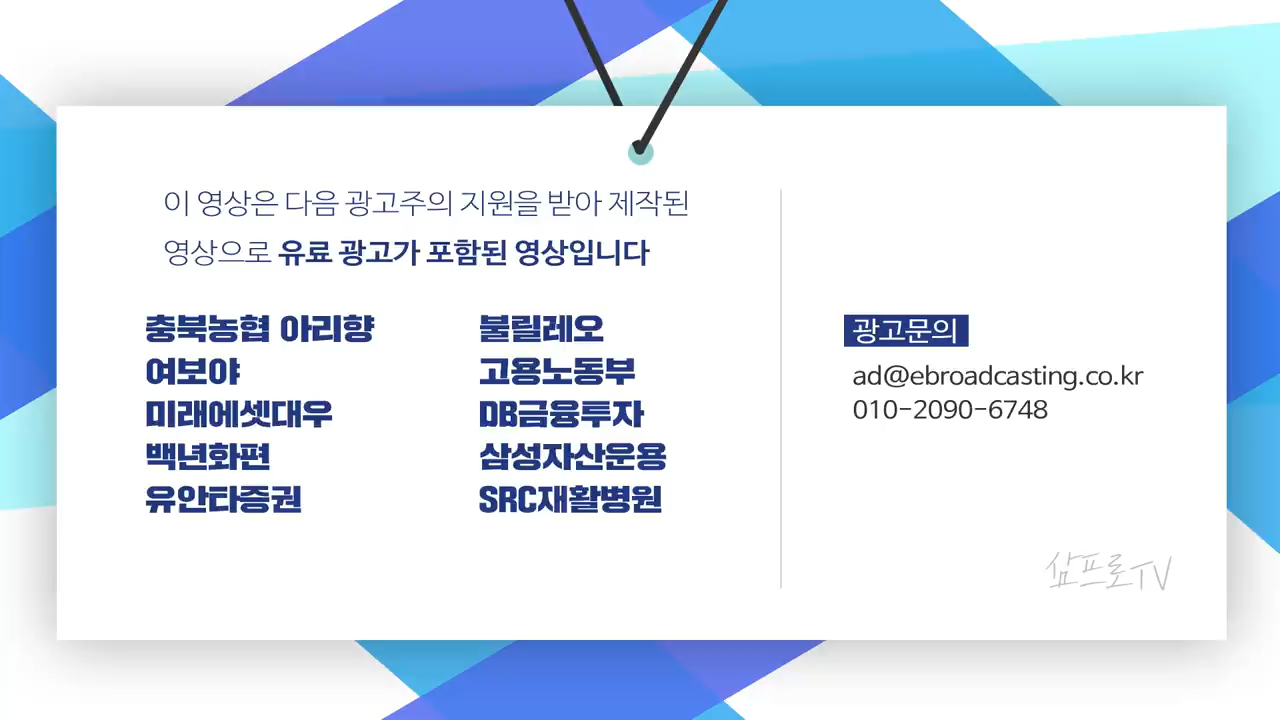 이 영상은 다음 광고주의 지원을 받아 제작된
영상으로 유료 광고가 포함된 영상입니다
충북농협 아리향
여보야
미래에셋대우
백년화편
유안타증권
불릴레오
고용노동부
DB금융투자
삼성자산운용
SRC재활병원
광고문의
ad@ebroadcasting.co.kr
010-2090-6748
삼프로TV